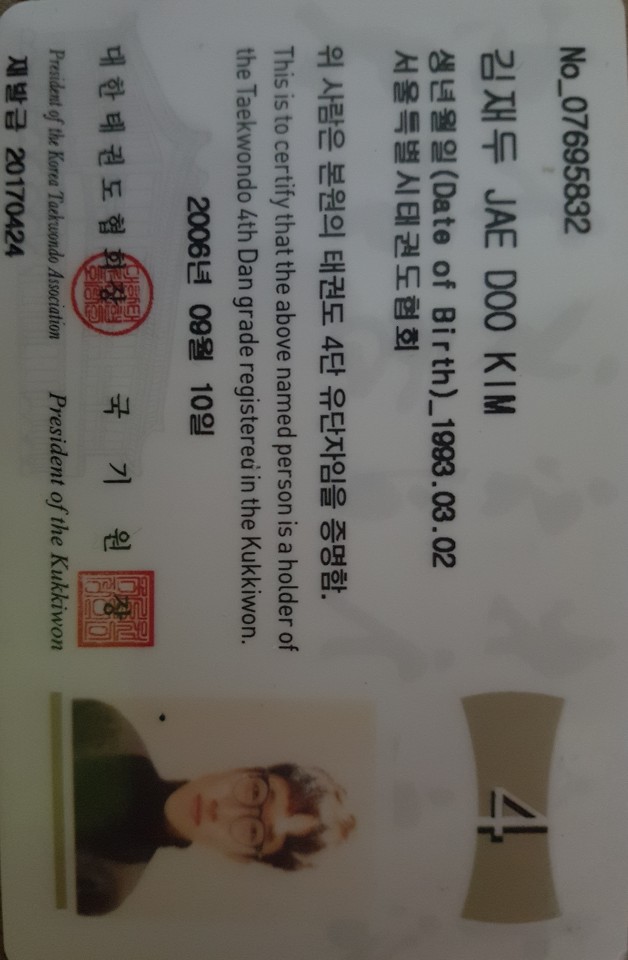 No_07695832
김재두 JAE DOO KIM
생년월일(Date of Birth)_1993.03.02
서울특별시태권도협회
위 사람은 본원의 태권도 4단 유단자임을 증명함.
This is to certify that the above named person is a holder of
the Taekwondo 4th Dan grade registered in the Kukkiwon.
2006년 09월 10일
대한태권도협회장 국기원장
President of the Korea Taekwondo Association President of the Kukkiwon
재발급 20170424
4